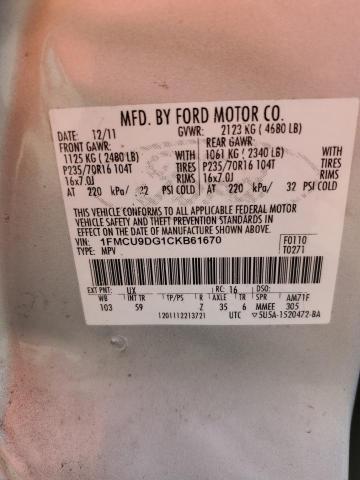 MFD. BY FORD MOTOR CO.
DATE: 12/11 GVWR: 2123 KG ( 4680 LB)
FRONT GAWR: REAR GAWR:
1125 KG ( 2480 LB) WITH 1061 KG ( 2340 LB) WITH
P235/70R16 104T TIRES P235/70R16 104T TIRES
16x7.0J RIMS 16x7.0J RIMS
AT 220 kPa/ 32 PSI COLD AT 220 kPa/ 32 PSI COLD
THIS VEHICLE CONFORMS TO ALL APPLICABLE FEDERAL MOTOR
VEHICLE SAFETY AND THEFT PREVENTION STANDARDS IN
EFFECT ON THE DATE OF MANUFACTURE SHOWN ABOVE.
VIN: 1FMCU9DG1CKB61670 F0110
TYPE: MPV T0271
EXT PNT: UX RC: 16 DSO:
WB INT TR TP/PS R AXLE TR SPR AM71F
103 59 Z 35 6 MMEE 305
1201112213721 UTC 5U5A-1520472-BA